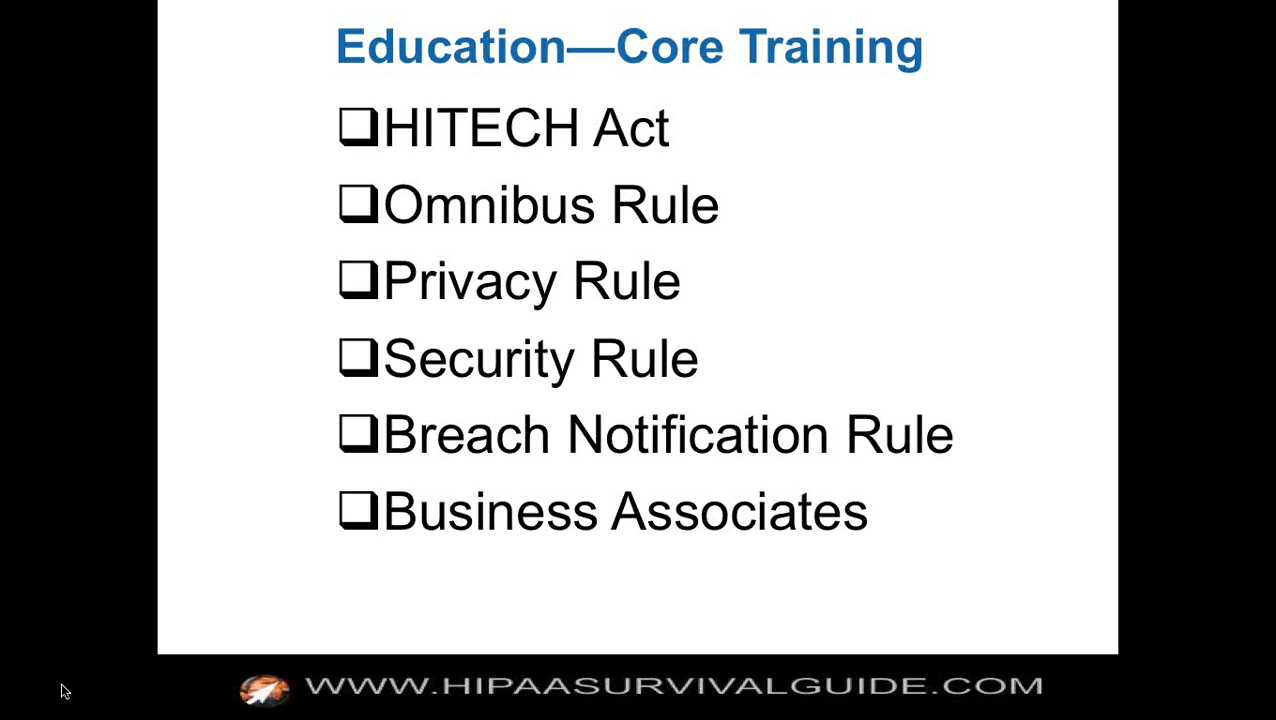 Education—Core Training
❑HITECH Act
❑Omnibus Rule
❑Privacy Rule
❑Security Rule
❑Breach Notification Rule
❑Business Associates
WWW.HIPAASURVIVALGUIDE.COM